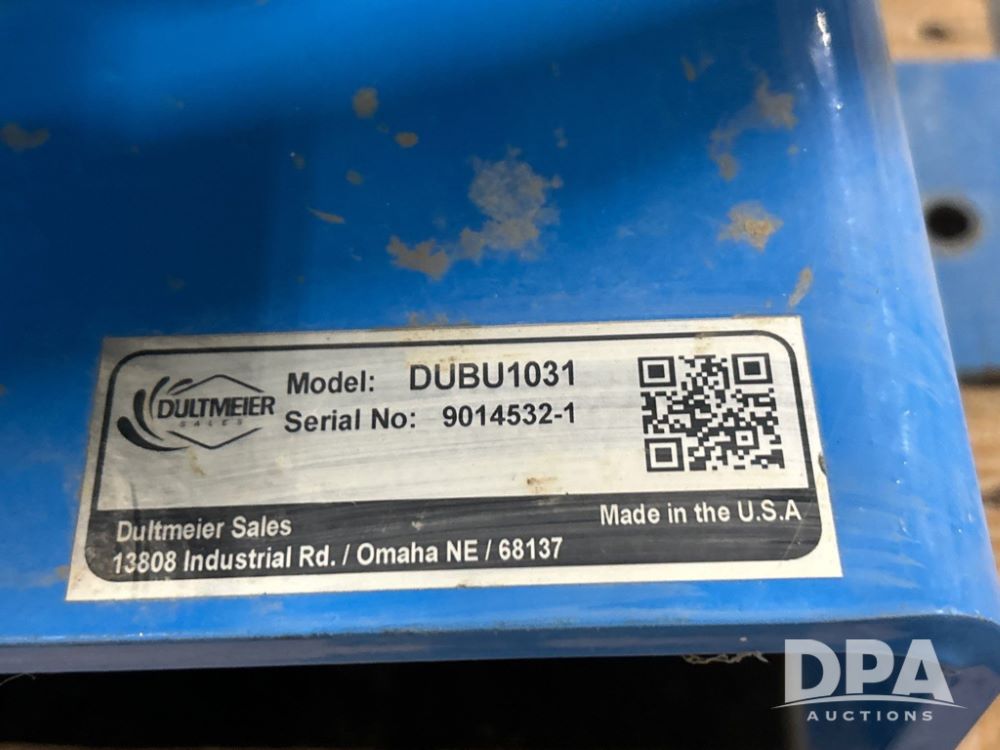 DULTMEIER
SALES
Model: DUBU1031
Serial No: 9014532-1
Made in the U.S.A
Dultmeier Sales
13808 Industrial Rd. / Omaha NE / 68137
DPA
AUCTIONS